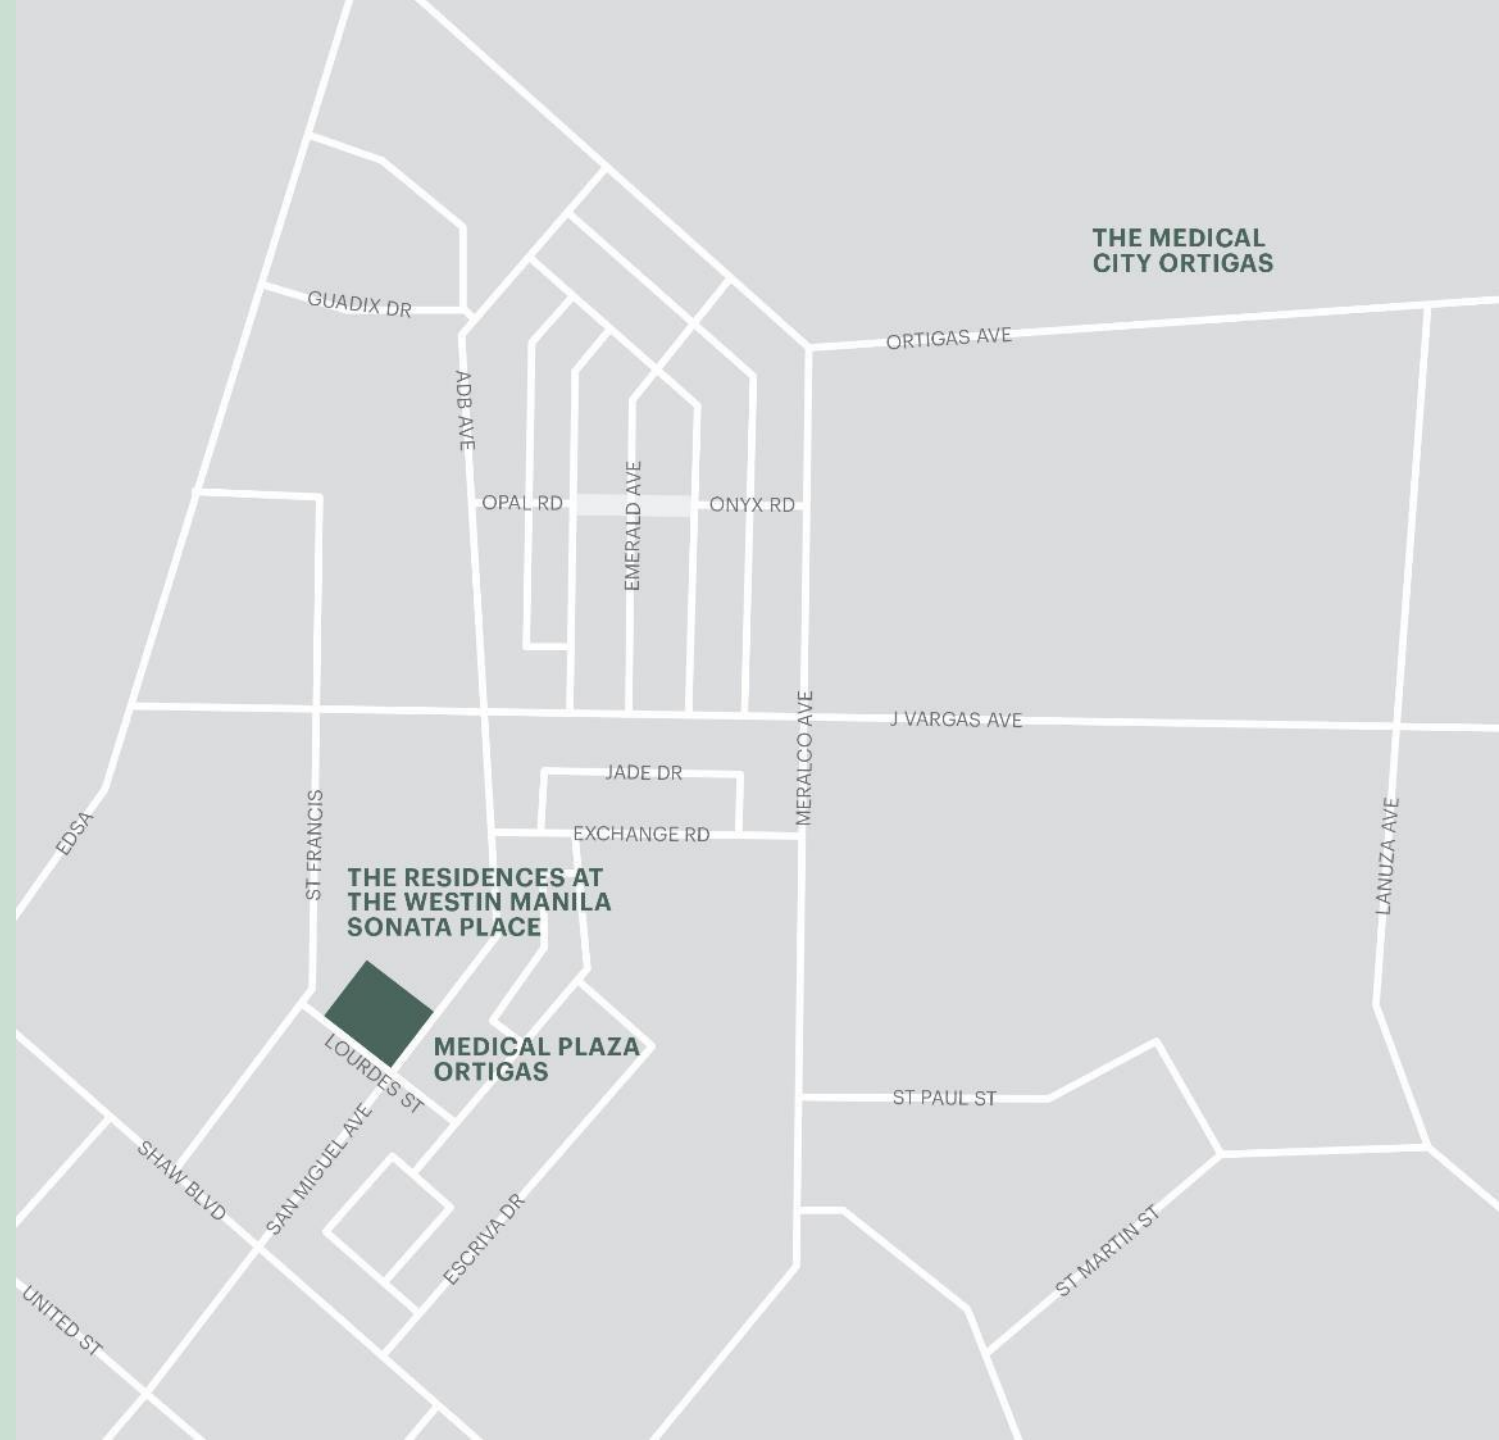 THE MEDICAL
CITY ORTIGAS
GUADIX DR
ORTIGAS AVE
ADB AVE
OPAL RD
EMERALD AVE
ONYX RD
MERALCO AVE
J VARGAS AVE
JADE DR
EXCHANGE RD
EDSA
ST FRANCIS
LANUZA AVE
THE RESIDENCES AT
THE WESTIN MANILA
SONATA PLACE
MEDICAL PLAZA
ORTIGAS
LOURDES ST
ST PAUL ST
SHAW BLVD
SAN MIGUEL AVE
ESCRIVA DR
ST MARTIN ST
UNITED ST